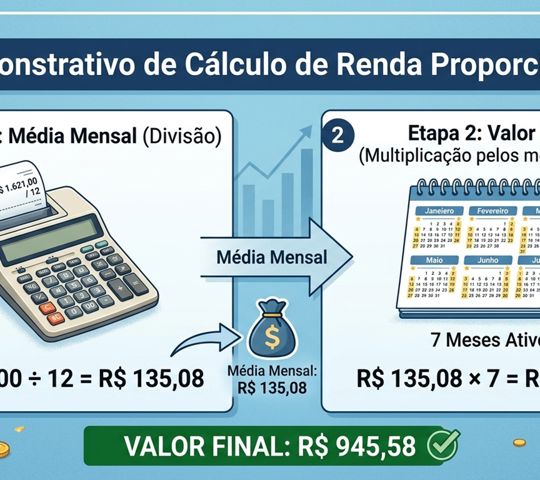 onstrativo de Cálculo de Renda Proporc
: Média Mensal (Divisão)
$ 1.621,00
/ 12
00 ÷ 12 = R$ 135,08
Média Mensal
Média Mensal:
R$ 135,08
2
Etapa 2: Valor
(Multiplicação pelos me
Janeiro Fevereiro M
Maio Junho Ju
7 Meses Ativo
R$ 135,08 × 7 = R
VALOR FINAL: R$ 945,58